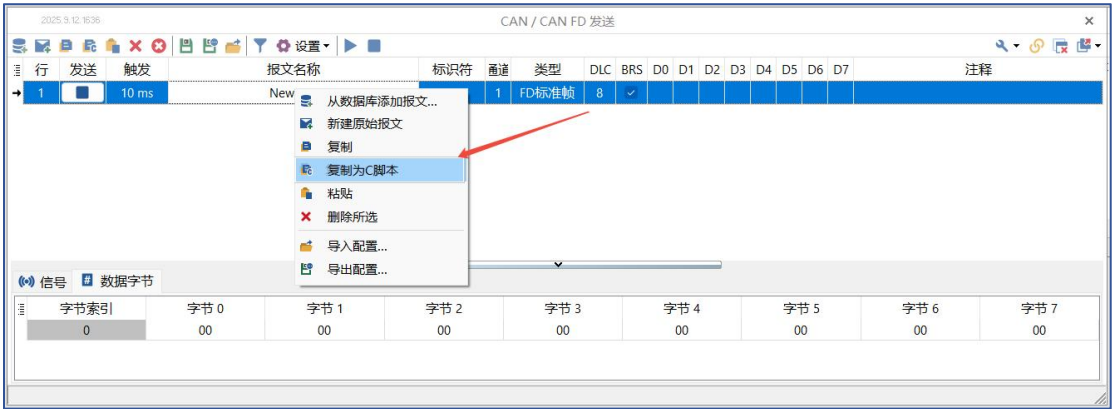 2025.9.12.1636
CAN / CAN FD 发送
设置
行 发送 触发 报文名称 标识符 通道 类型 DLC BRS D0 D1 D2 D3 D4 D5 D6 D7 注释
1 10 ms New 1 FD标准帧 8
从数据库添加报文...
新建原始报文
复制
复制为C脚本
粘贴
删除所选
导入配置...
导出配置...
信号 数据字节
字节索引 字节 0 字节 1 字节 2 字节 3 字节 4 字节 5 字节 6 字节 7
0 00 00 00 00 00 00 00 00